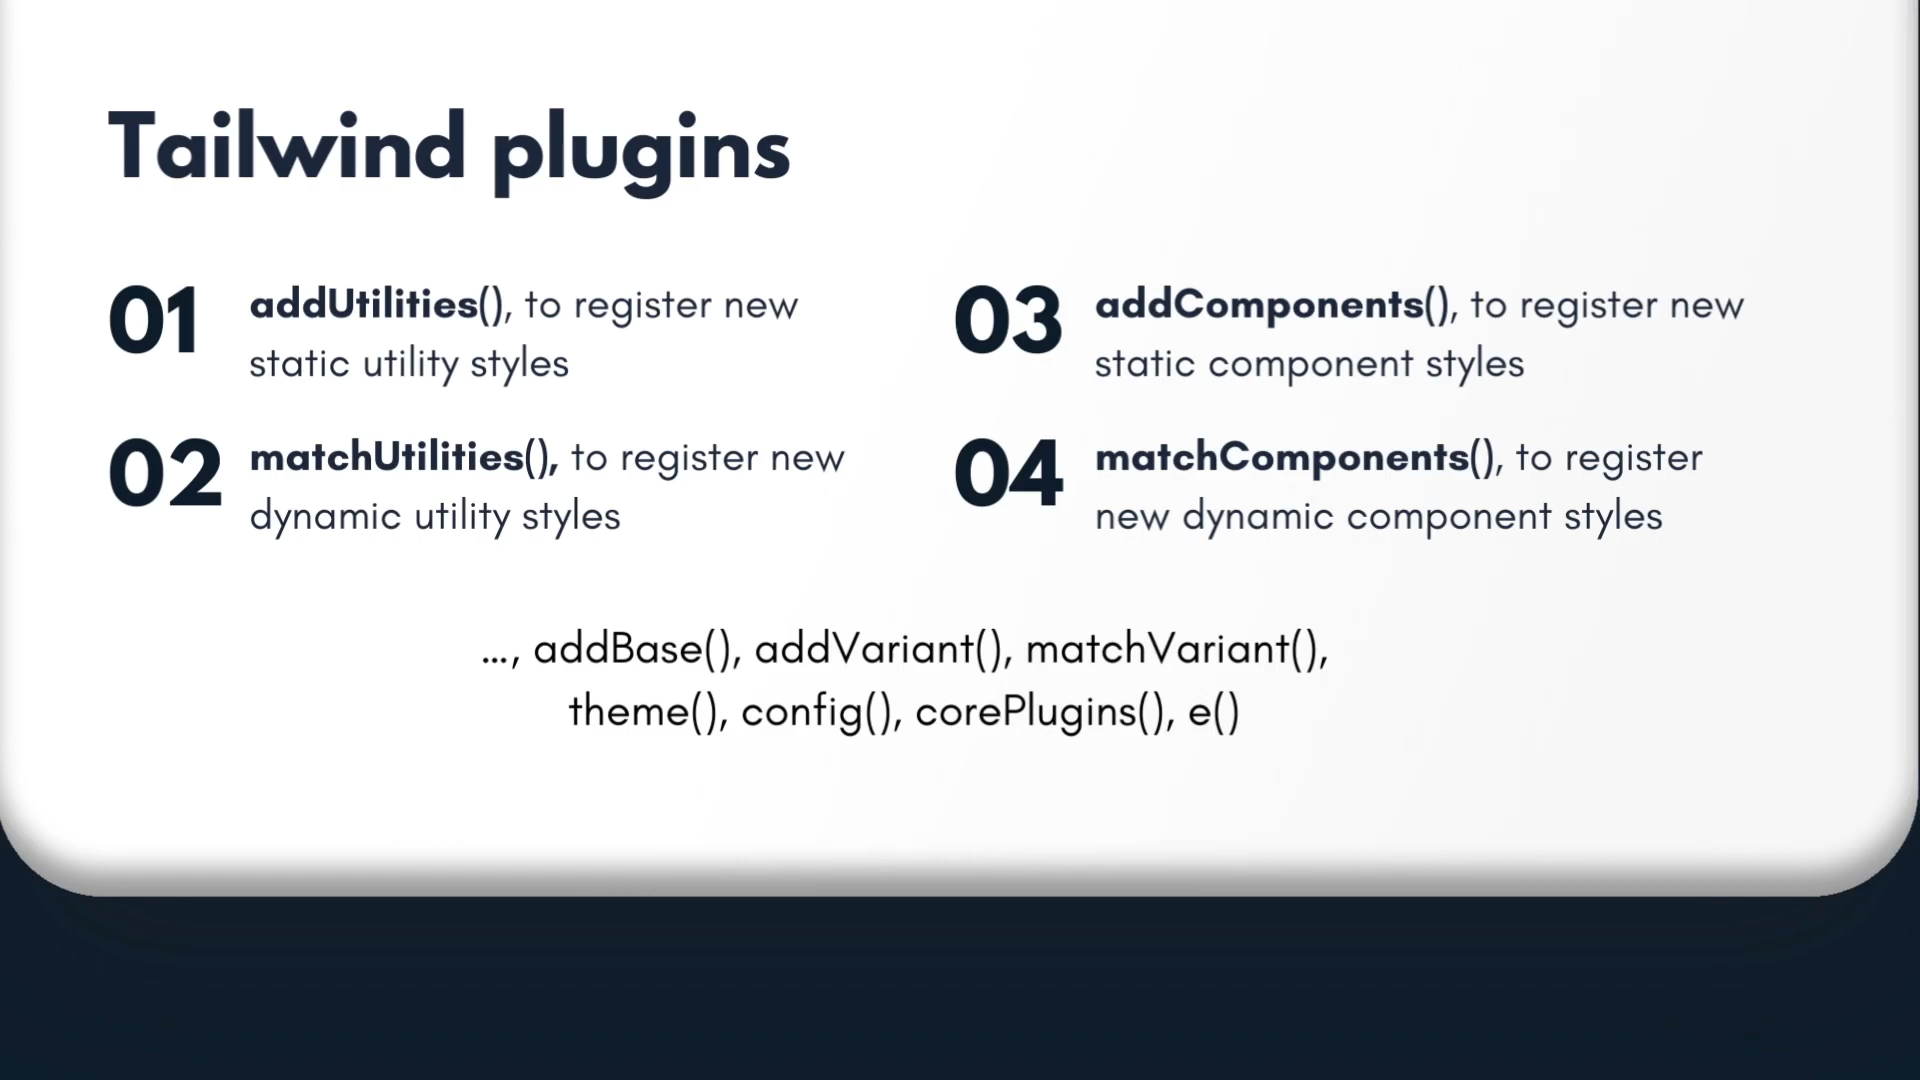 Tailwind plugins
01
addUtilities(), to register new
static utility styles
02
matchUtilities(), to register new
dynamic utility styles
03
addComponents(), to register new
static component styles
04
matchComponents(), to register
new dynamic component styles
..., addBase(), addVariant(), matchVariant(),
theme(), config(), corePlugins(), e()